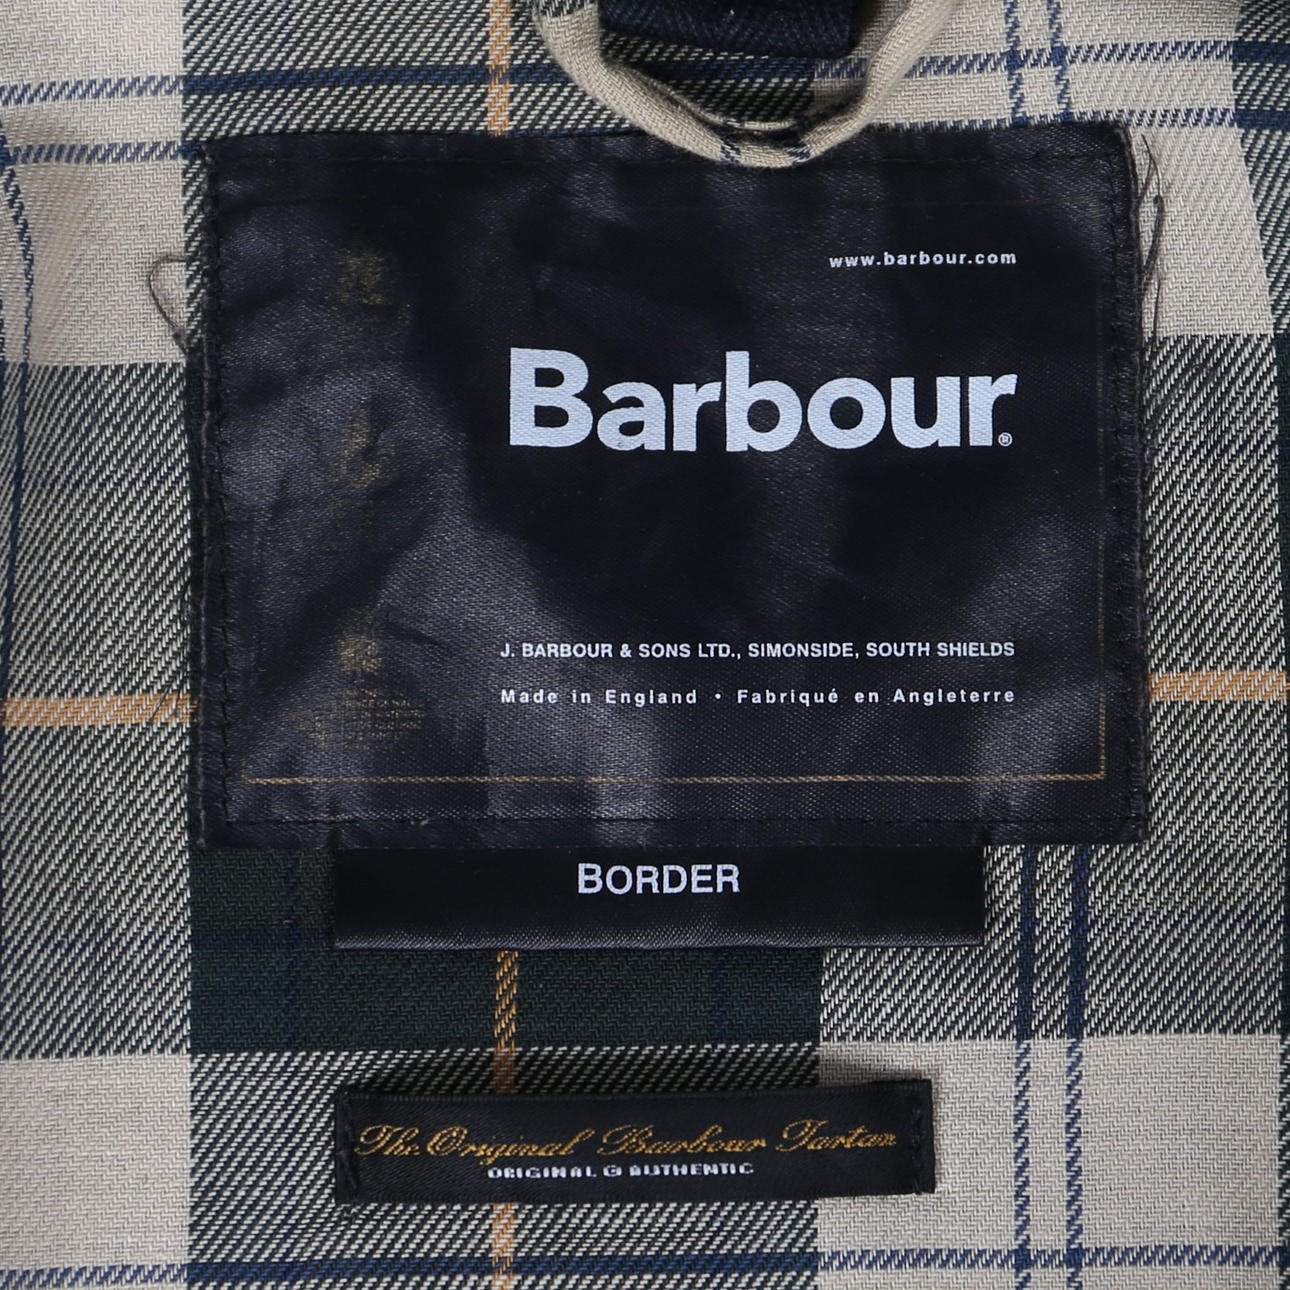 www.barbour.com
Barbour®
J. BARBOUR & SONS LTD., SIMONSIDE, SOUTH SHIELDS
Made in England • Fabriqué en Angleterre
BORDER
The Original Barbour Tartan
ORIGINAL & AUTHENTIC